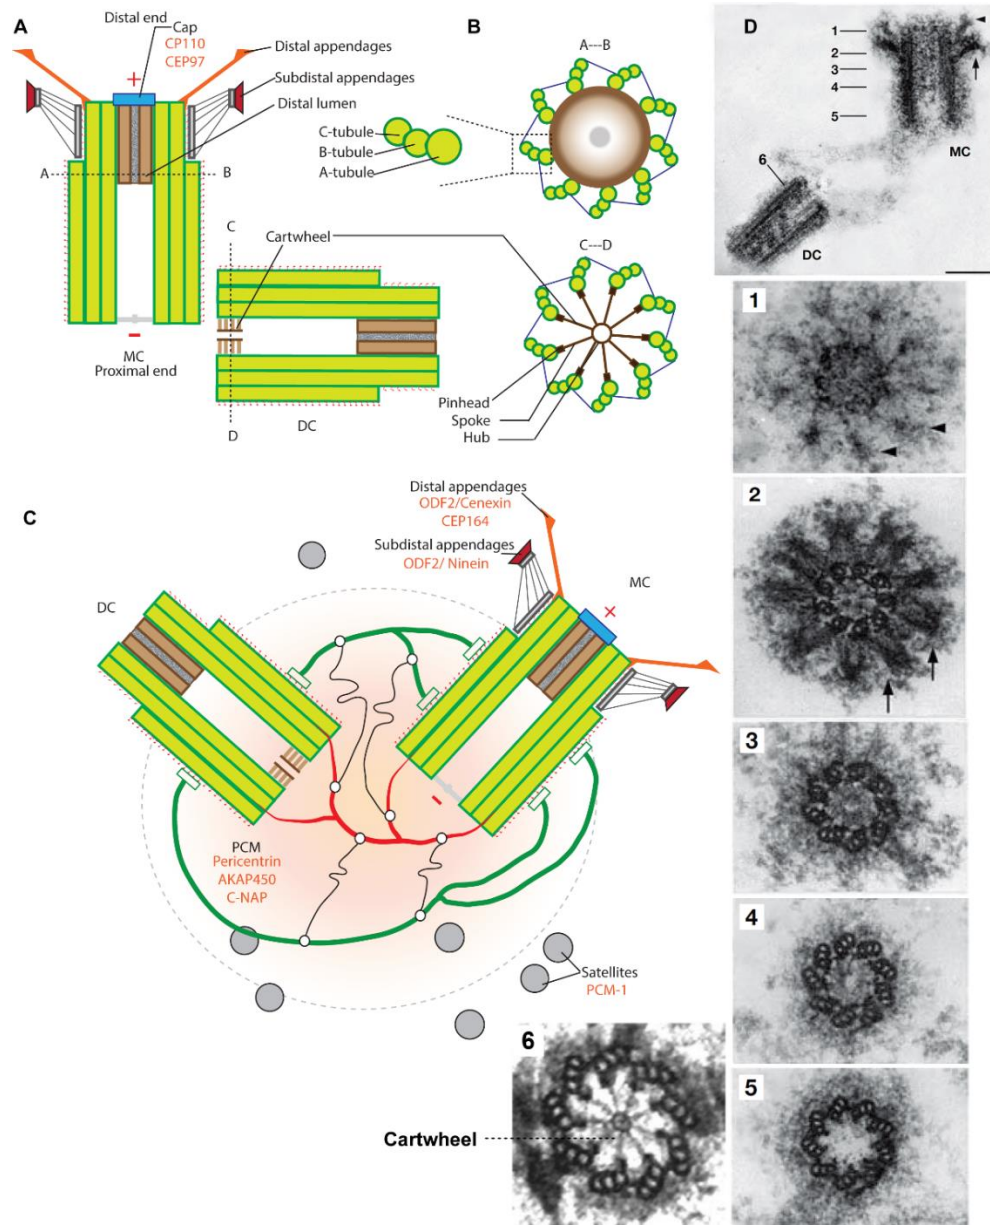 A
Distal end
Cap
CP110
CEP97
+
Distal appendages
Subdistal appendages
Distal lumen
A
B
-
MC
Proximal end
C
Cartwheel
D
DC
B
A---B
C-tubule
B-tubule
A-tubule
C---D
Pinhead
Spoke
Hub
C
Distal appendages
ODF2/Cenexin
CEP164
Subdistal appendages
ODF2/ Ninein
DC
MC
+
-
PCM
Pericentrin
AKAP450
C-NAP
Satellites
PCM-1
D
1
2
3
4
5
MC
6
DC
1
2
3
4
5
6
Cartwheel